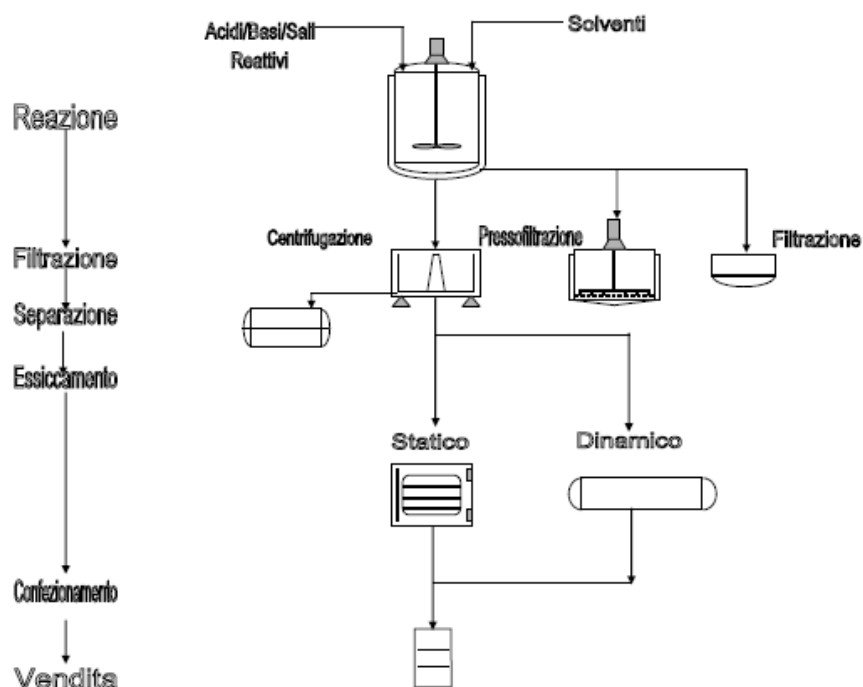 Acidi/Basi/Sali
Reattivi
Solventi
Reazione
Centrifugazione
Pressofiltrazione
Filtrazione
Filtrazione
Separazione
Essiccamento
Statico
Dinamico
Confezionamento
Vendita